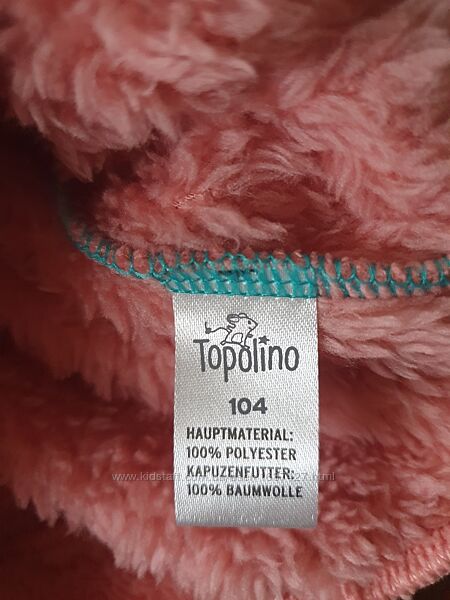 Topolino
104
HAUPTMATERIAL:
100% POLYESTER
KAPUZENFUTTER:
100% BAUMWOLLE